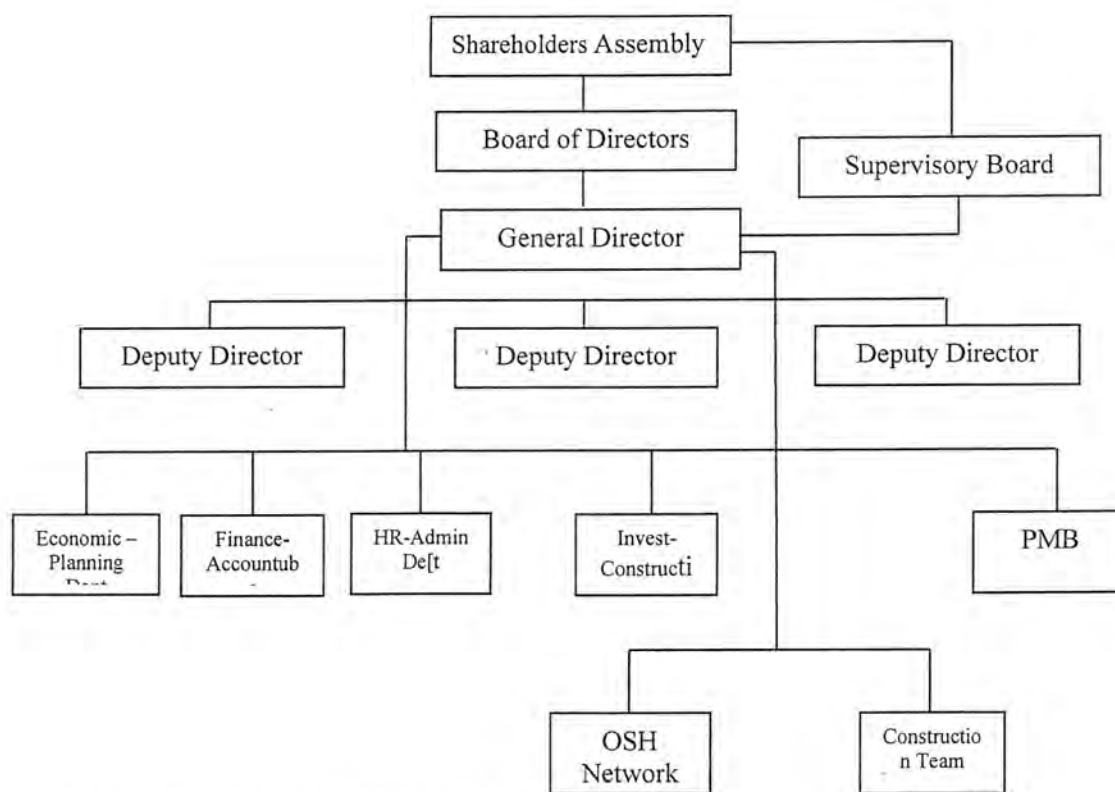 Shareholders Assembly
Board of Directors
Supervisory Board
General Director
Deputy Director
Deputy Director
Deputy Director
Economic –
Planning
Finance-
Accountub
HR-Admin
De[t
Invest-
Constructi
PMB
OSH
Network
Constructio
n Team